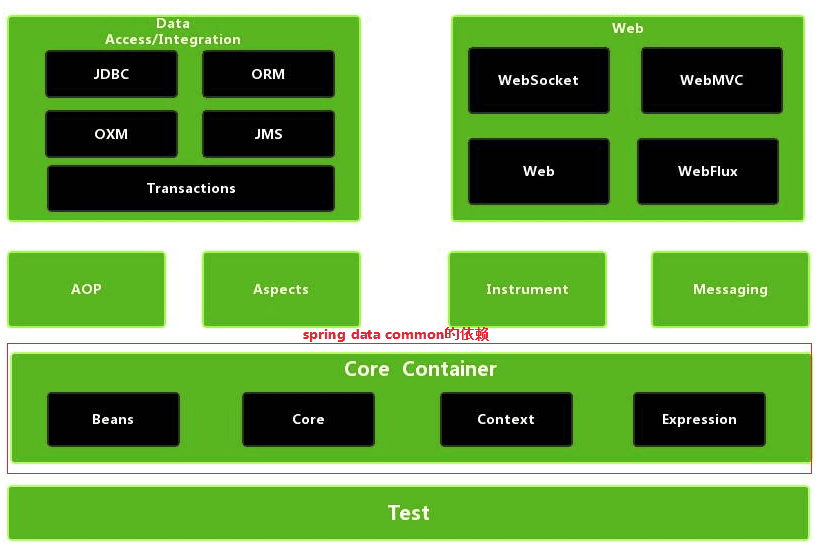 Data
Access/Integration
JDBC
ORM
OXM
JMS
Transactions
Web
WebSocket
WebMVC
Web
WebFlux
AOP
Aspects
Instrument
Messaging
spring data common的依赖
Core Container
Beans
Core
Context
Expression
Test